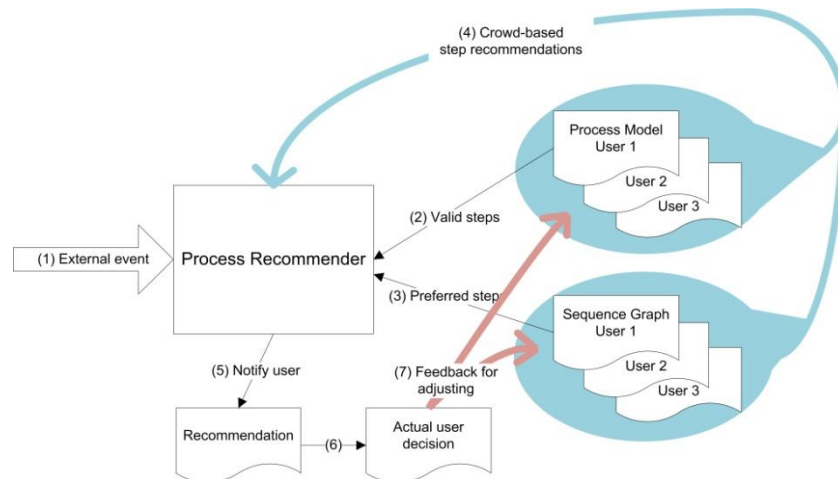 (4) Crowd-based
step recommendations
Process Model
User 1
User 2
User 3
(2) Valid steps
(1) External event
Process Recommender
(3) Preferred steps
Sequence Graph
User 1
User 2
User 3
(5) Notify user
(7) Feedback for
adjusting
Recommendation
(6)
Actual user
decision